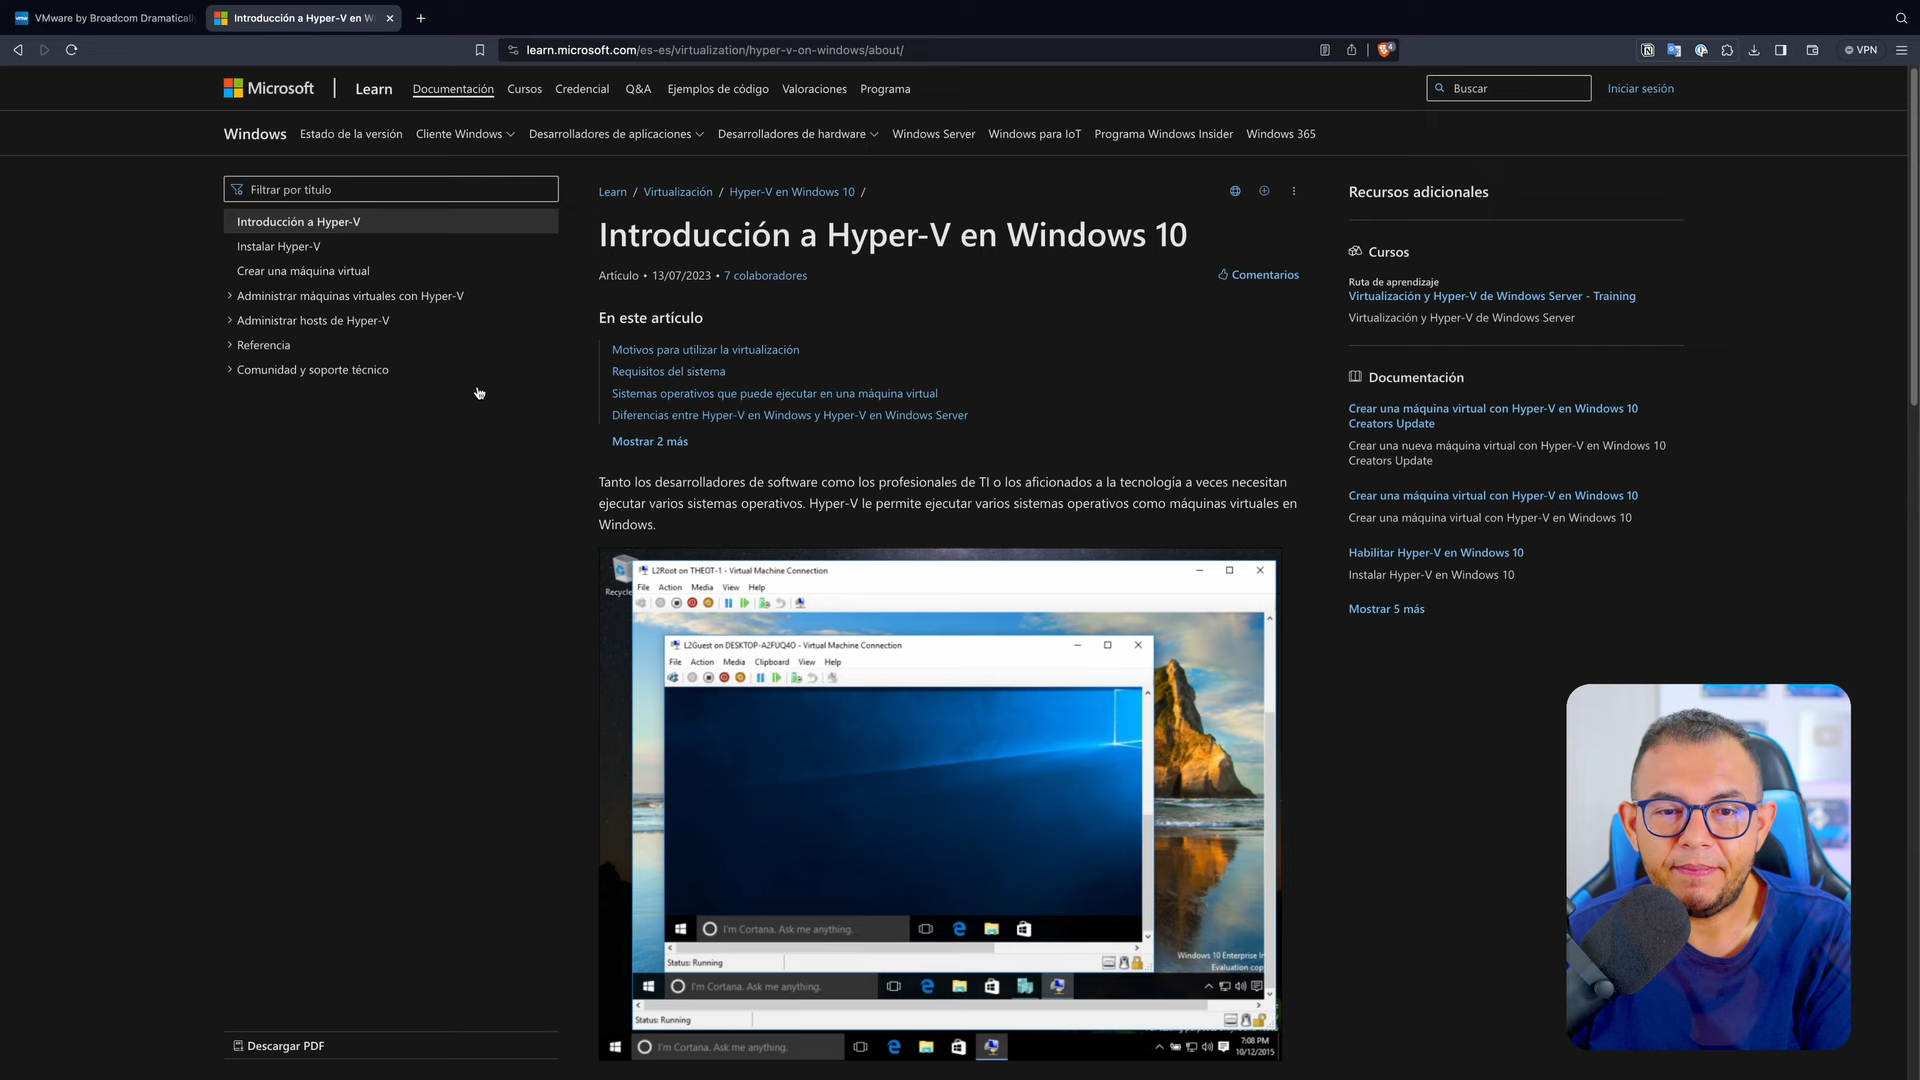 VMware by Broadcom Dramatically
Introducción a Hyper-V en Wi
learn.microsoft.com/es-es/virtualization/hyper-v-on-windows/about/
4
VPN
Microsoft
Learn
Documentación
Cursos
Credencial
Q&A
Ejemplos de código
Valoraciones
Programa
Buscar
Iniciar sesión
Windows
Estado de la versión
Cliente Windows
Desarrolladores de aplicaciones
Desarrolladores de hardware
Windows Server
Windows para IoT
Programa Windows Insider
Windows 365
Filtrar por título
Introducción a Hyper-V
Instalar Hyper-V
Crear una máquina virtual
Administrar máquinas virtuales con Hyper-V
Administrar hosts de Hyper-V
Referencia
Comunidad y soporte técnico
Descargar PDF
Learn / Virtualización / Hyper-V en Windows 10 /
Introducción a Hyper-V en Windows 10
Artículo • 13/07/2023 • 7 colaboradores
Comentarios
En este artículo
Motivos para utilizar la virtualización
Requisitos del sistema
Sistemas operativos que puede ejecutar en una máquina virtual
Diferencias entre Hyper-V en Windows y Hyper-V en Windows Server
Mostrar 2 más
Tanto los desarrolladores de software como los profesionales de TI o los aficionados a la tecnología a veces necesitan
ejecutar varios sistemas operativos. Hyper-V le permite ejecutar varios sistemas operativos como máquinas virtuales en
Windows.
Recycle
L2Root on THEOT-1 - Virtual Machine Connection
File Action Media View Help
L2Guest on DESKTOP-A2FUQ4O - Virtual Machine Connection
File Action Media Clipboard View Help
I'm Cortana. Ask me anything.
Status: Running
Windows 10 Enterprise In
Evaluation cop
I'm Cortana. Ask me anything.
Status: Running
I'm Cortana. Ask me anything.
7:08 PM
10/12/2015
Recursos adicionales
Cursos
Ruta de aprendizaje
Virtualización y Hyper-V de Windows Server - Training
Virtualización y Hyper-V de Windows Server
Documentación
Crear una máquina virtual con Hyper-V en Windows 10
Creators Update
Crear una nueva máquina virtual con Hyper-V en Windows 10
Creators Update
Crear una máquina virtual con Hyper-V en Windows 10
Crear una máquina virtual con Hyper-V en Windows 10
Habilitar Hyper-V en Windows 10
Instalar Hyper-V en Windows 10
Mostrar 5 más